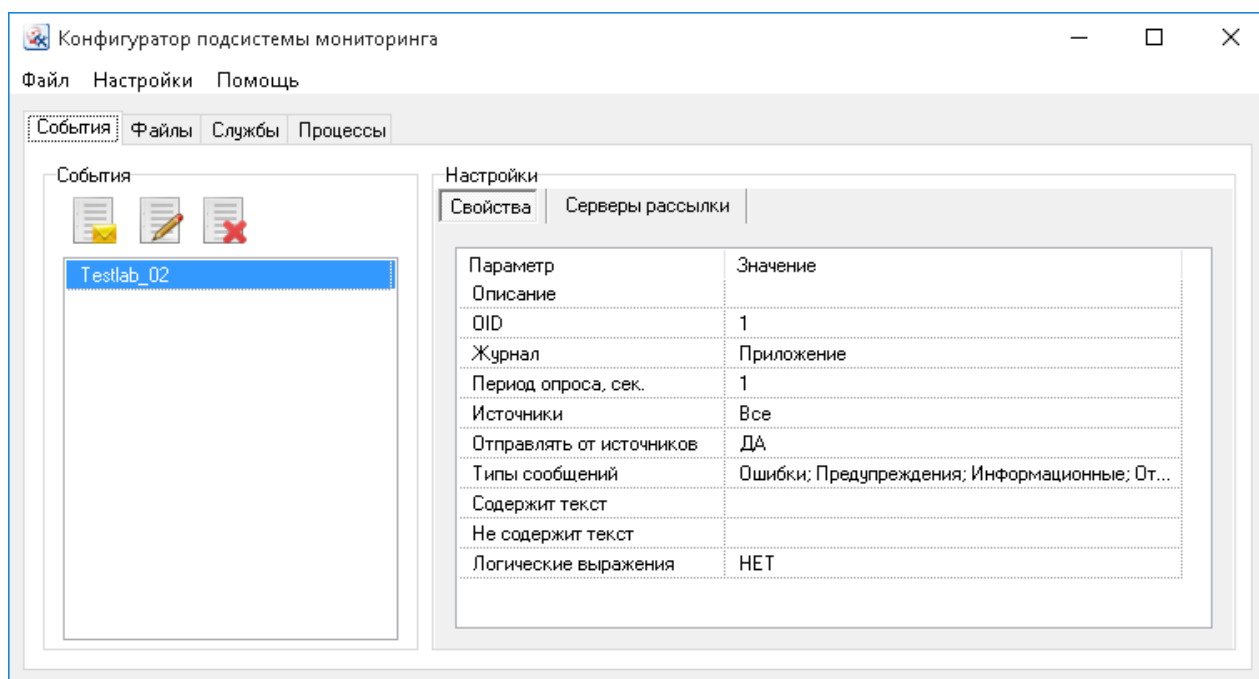 Конфигуратор подсистемы мониторинга
Файл Настройки Помощь
События Файлы Службы Процессы
События
Testlab_02
Настройки
Свойства Серверы рассылки
Параметр Значение
Описание
OID 1
Журнал Приложение
Период опроса, сек. 1
Источники Все
Отправлять от источников ДА
Типы сообщений Ошибки; Предупреждения; Информационные; От...
Содержит текст
Не содержит текст
Логические выражения НЕТ